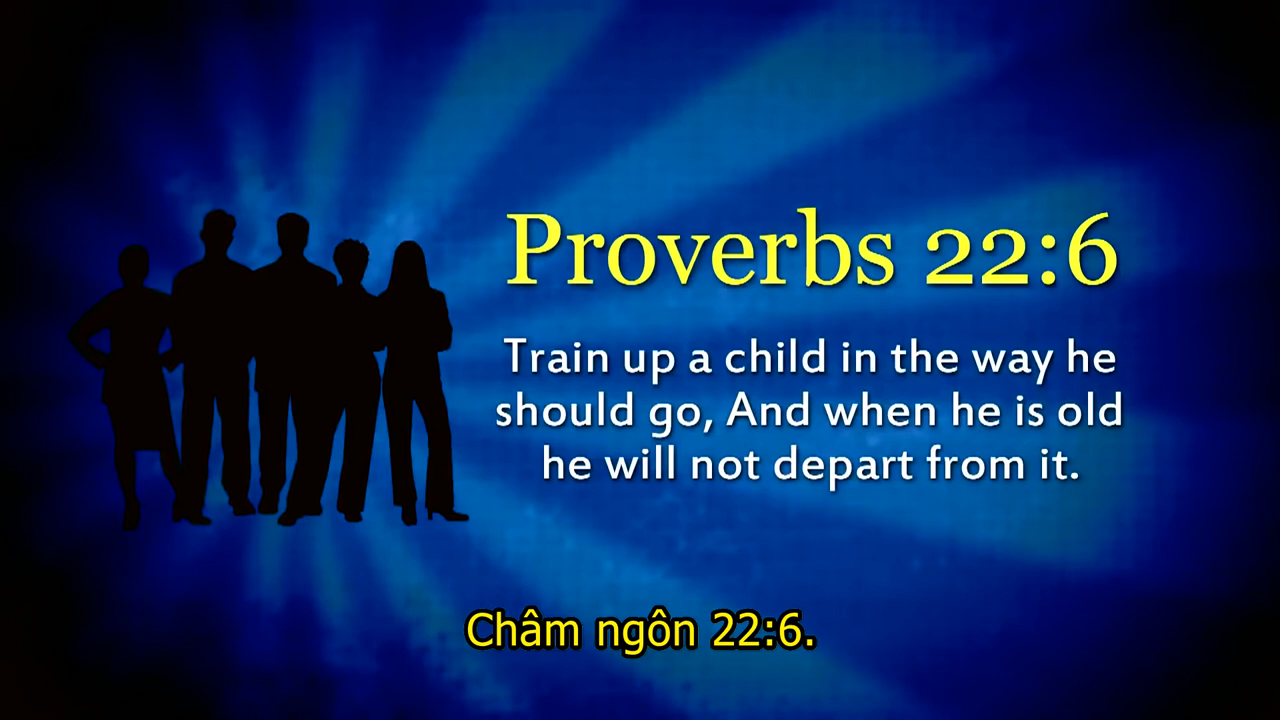 Proverbs 22:6
Train up a child in the way he
should go, And when he is old
he will not depart from it.
Châm ngôn 22:6.